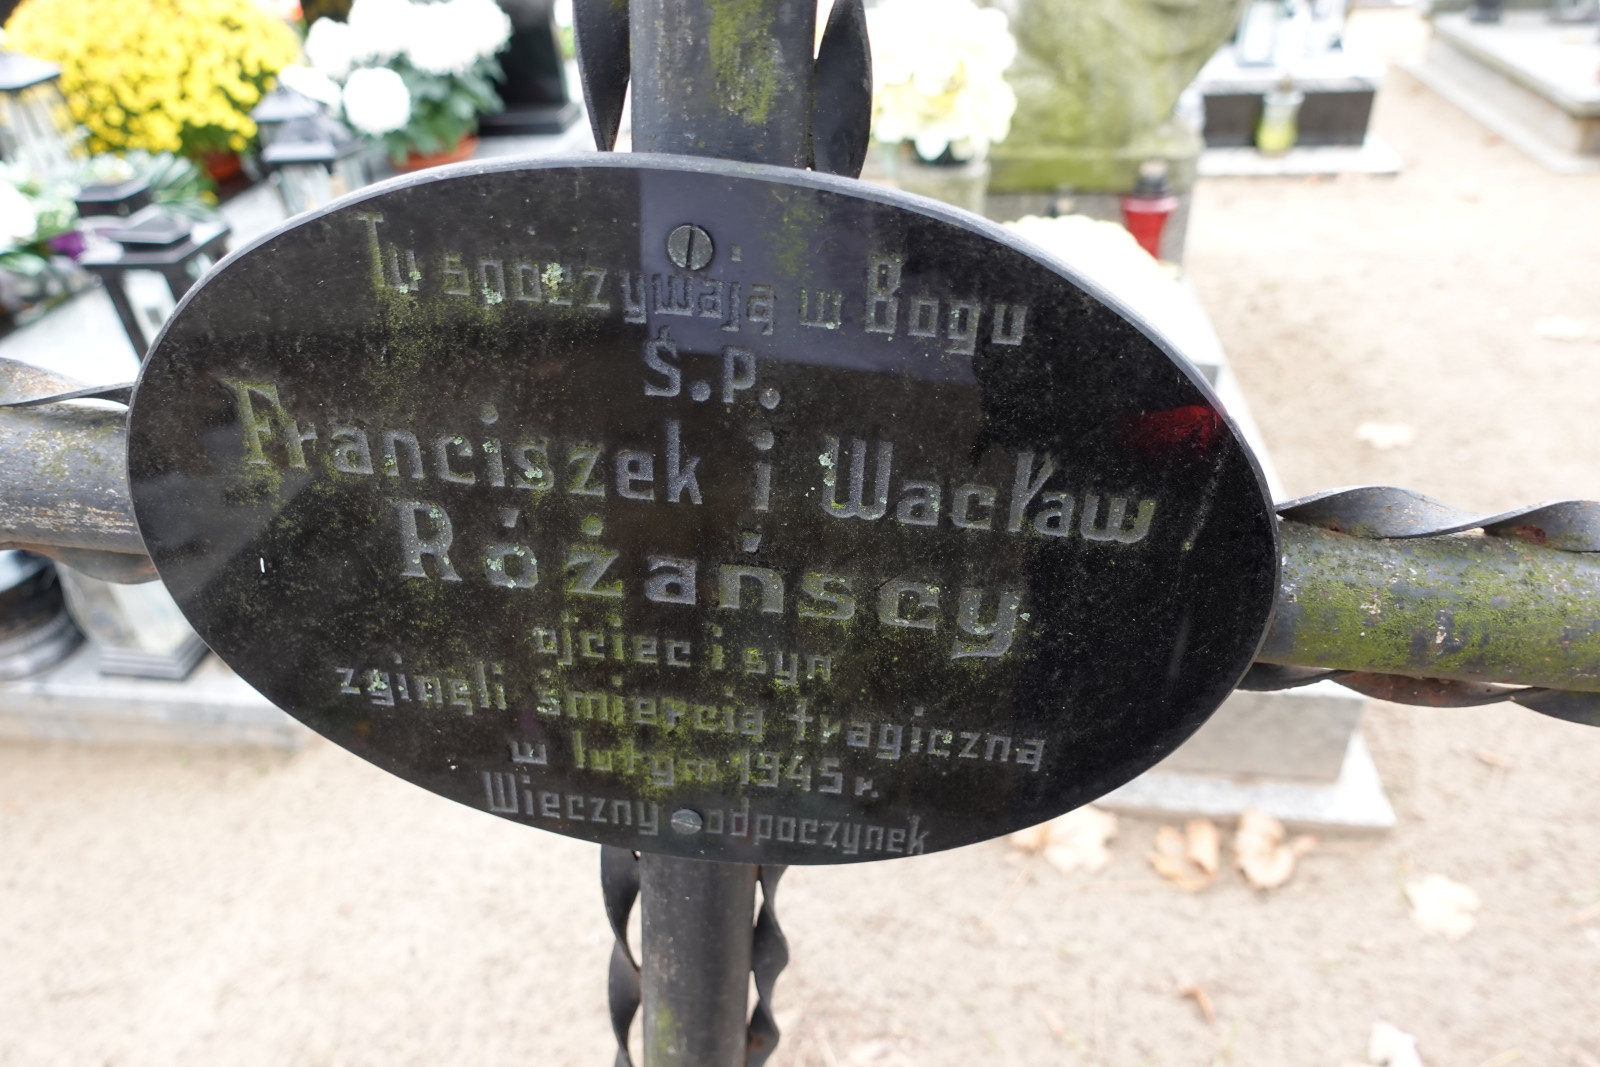 Tu spoczywają w Bogu
Ś.P.
Franciszek i Wacław
Różańscy
ojciec i syn
zginęli śmiercią tragiczną
w lutym 1945 r.
Wieczny odpoczynek